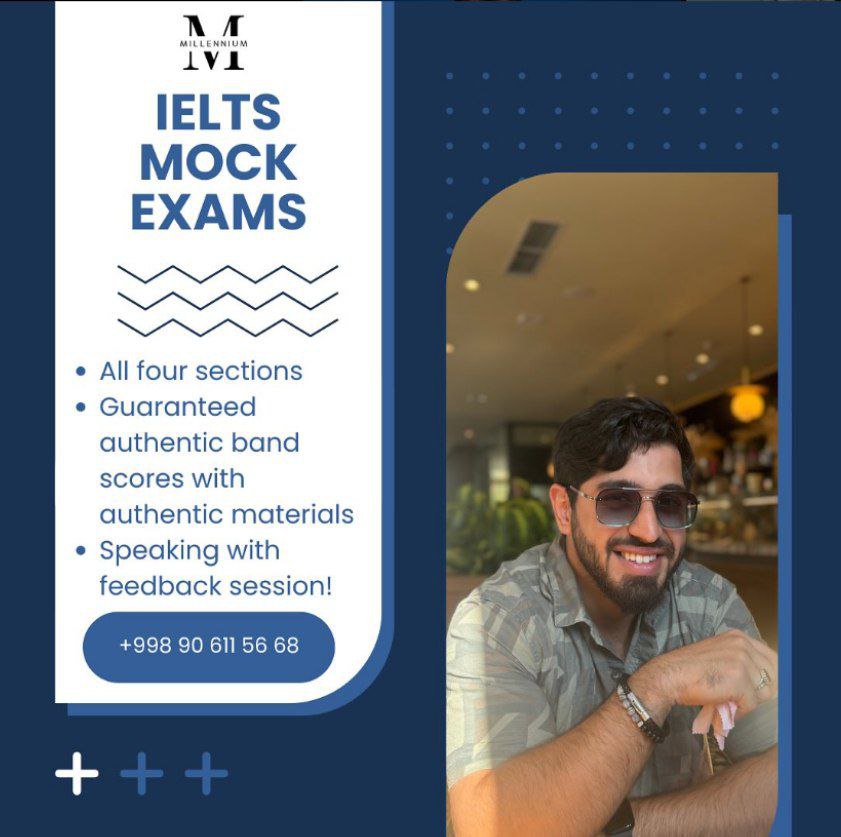 MILLENNIUM
M
IELTS
MOCK
EXAMS
All four sections
Guaranteed
authentic band
scores with
authentic materials
Speaking with
feedback session!
+998 90 611 56 68